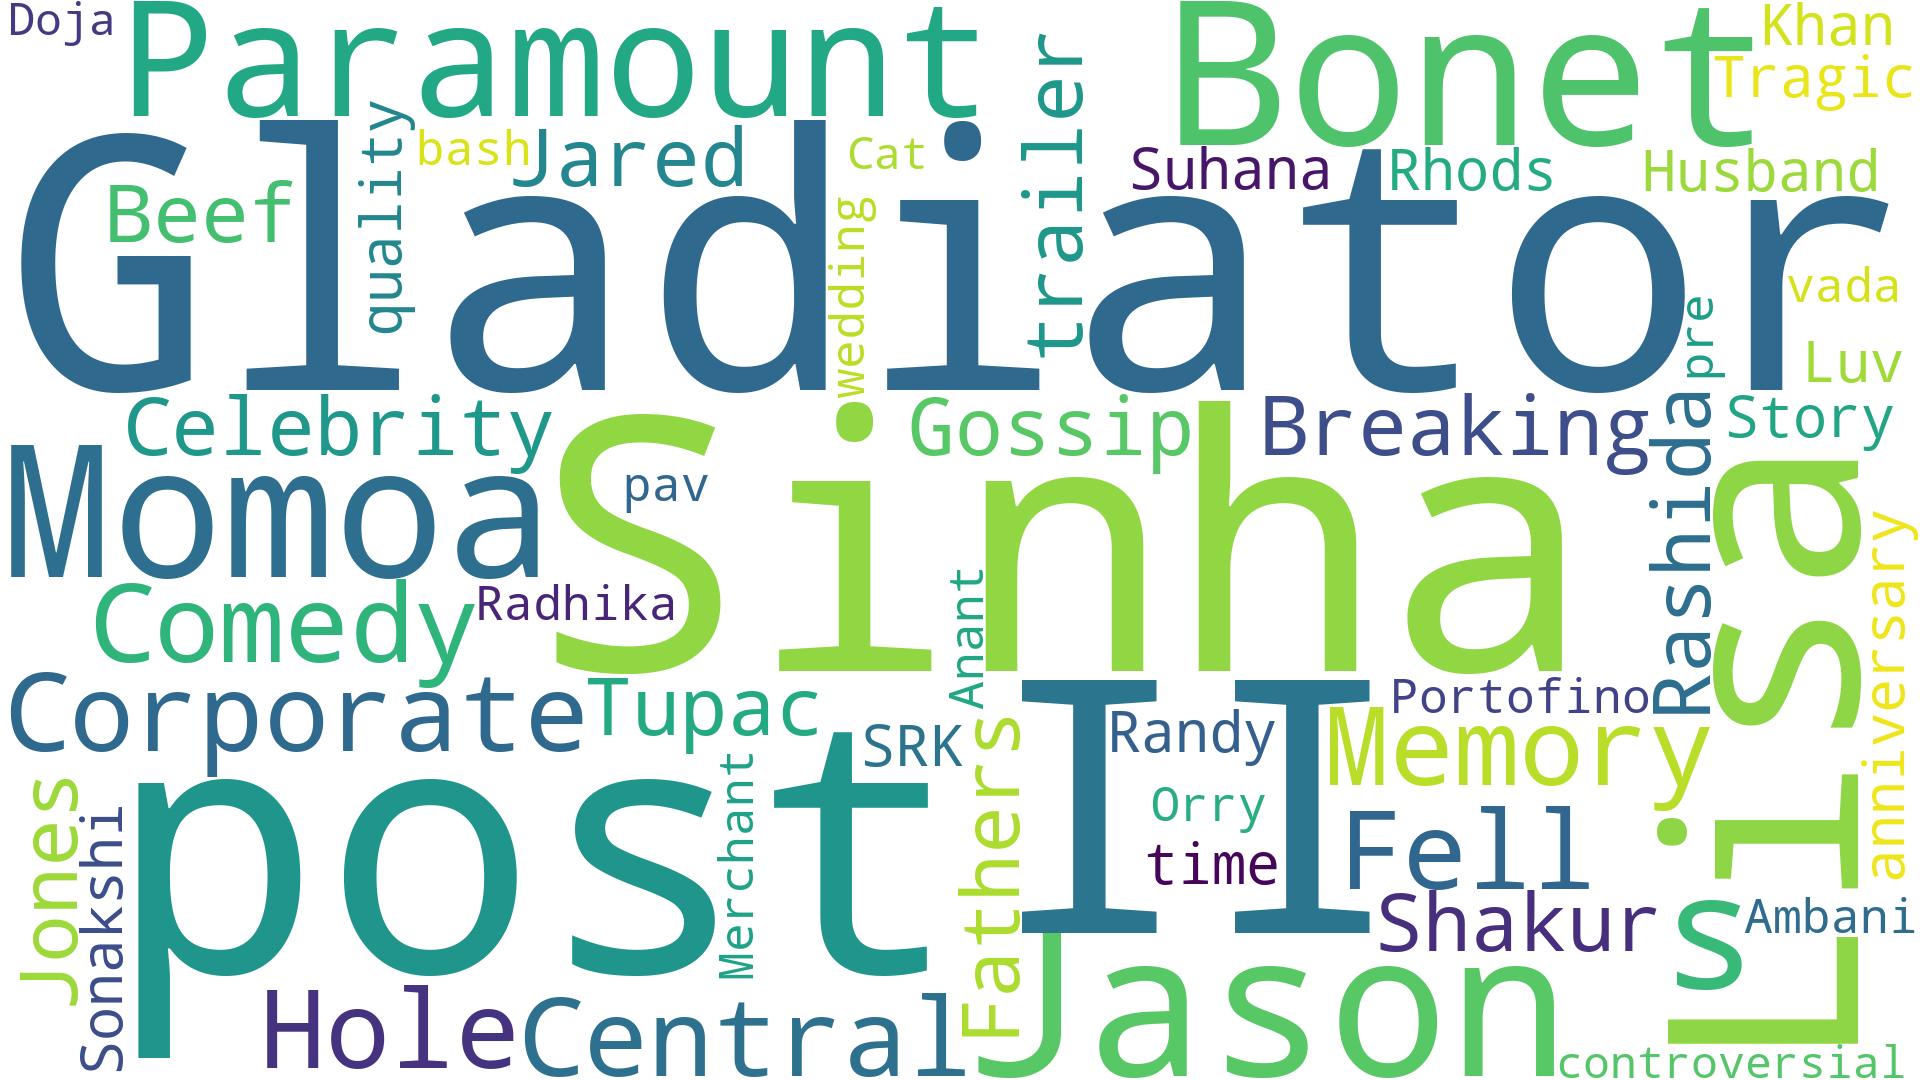 Doja
Paramount
Bonet
Khan
Tragic
trailer
quality
bash
Jared
Cat
Suhana
Rhods
Husband
Beef
Gladiator
wedding
vada
pre
Luv
Celebrity
Gossip
Breaking
Rashida
Story
Momoa
pav
Sinha
Lisa
anniversary
Comedy
Radhika
Anant
Corporate
Tupac
SRK
II
Randy
Portofino
Memory
post
Merchant
Fathers
Orry
time
Fell
Jones
Sonakshi
Shakur
s
Ambani
Hole
Central
Jason
controversial